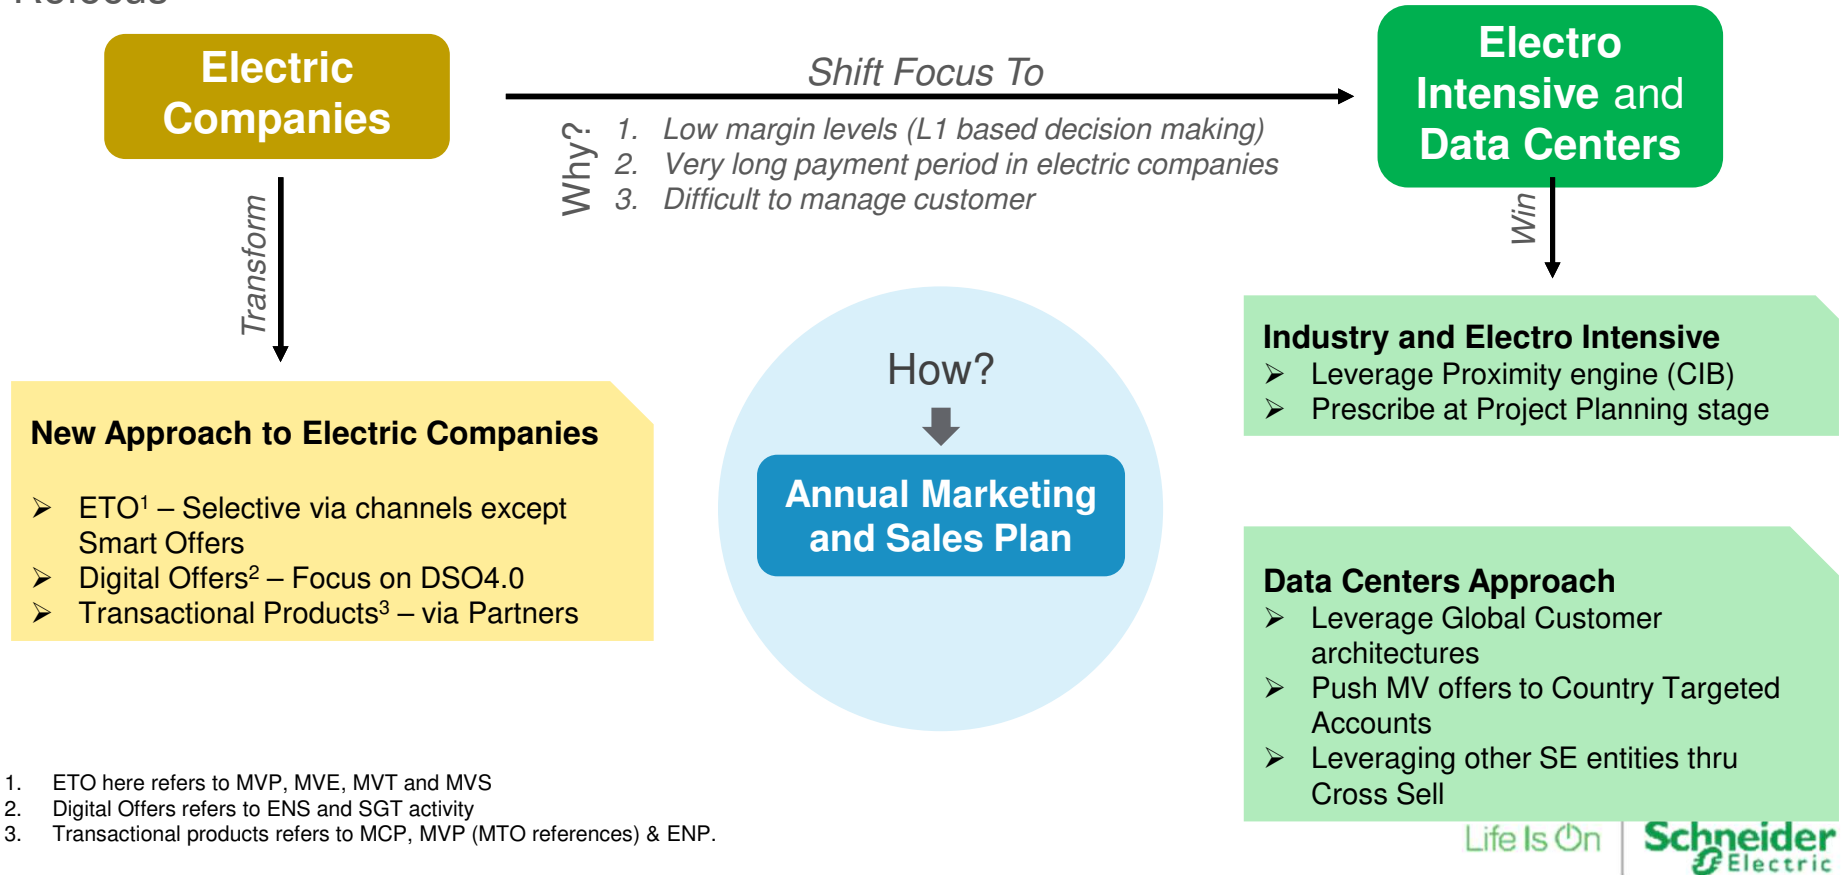 Refocus
Electric
Companies
Shift Focus To
Why?
1. Low margin levels (L1 based decision making)
2. Very long payment period in electric companies
3. Difficult to manage customer
Electro
Intensive and
Data Centers
Transform
Win
New Approach to Electric Companies
➢ ETO¹ – Selective via channels except
Smart Offers
➢ Digital Offers² – Focus on DSO4.0
➢ Transactional Products³ – via Partners
How?
Annual Marketing
and Sales Plan
Industry and Electro Intensive
➢ Leverage Proximity engine (CIB)
➢ Prescribe at Project Planning stage
Data Centers Approach
➢ Leverage Global Customer
architectures
➢ Push MV offers to Country Targeted
Accounts
➢ Leveraging other SE entities thru
Cross Sell
1. ETO here refers to MVP, MVE, MVT and MVS
2. Digital Offers refers to ENS and SGT activity
3. Transactional products refers to MCP, MVP (MTO references) & ENP.
Life Is On
Schneider
Electric